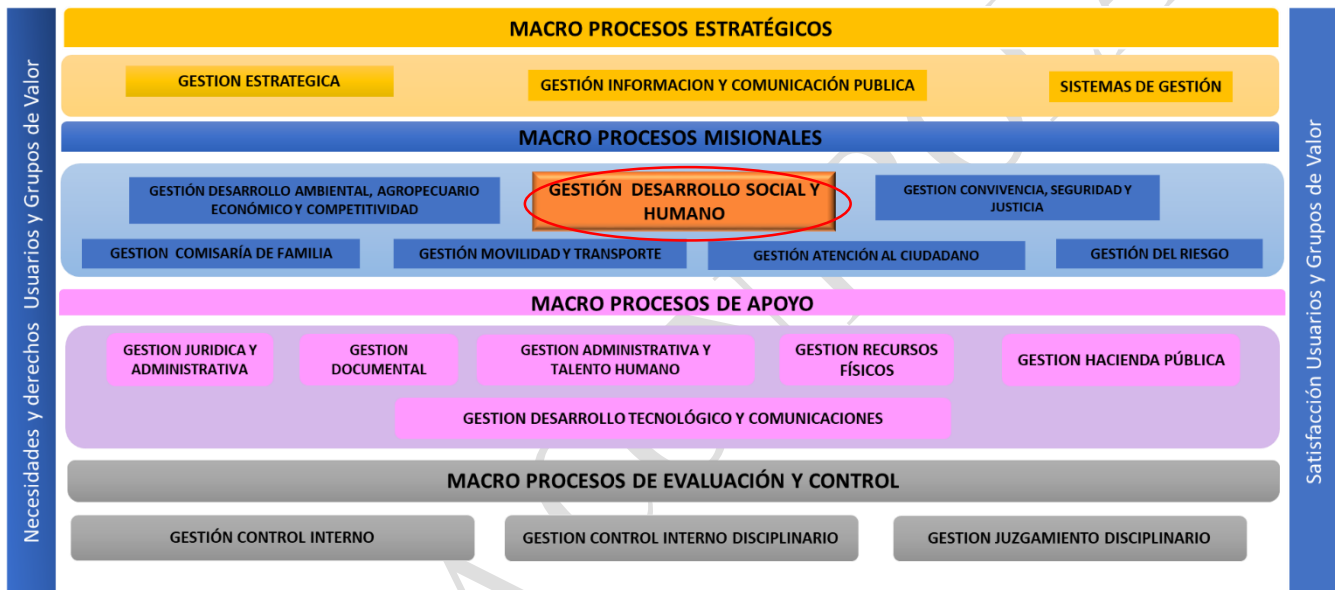 Necesidades y derechos Usuarios y Grupos de Valor
MACRO PROCESOS ESTRATÉGICOS
GESTION ESTRATEGICA
GESTIÓN INFORMACION Y COMUNICACIÓN PUBLICA
SISTEMAS DE GESTIÓN
MACRO PROCESOS MISIONALES
GESTIÓN DESARROLLO AMBIENTAL, AGROPECUARIO
ECONÓMICO Y COMPETITIVIDAD
GESTIÓN DESARROLLO SOCIAL Y
HUMANO
GESTION CONVIVENCIA, SEGURIDAD Y
JUSTICIA
GESTION COMISARÍA DE FAMILIA
GESTIÓN MOVILIDAD Y TRANSPORTE
GESTIÓN ATENCIÓN AL CIUDADANO
GESTIÓN DEL RIESGO
MACRO PROCESOS DE APOYO
GESTION JURIDICA Y
ADMINISTRATIVA
GESTION
DOCUMENTAL
GESTION ADMINISTRATIVA Y
TALENTO HUMANO
GESTION RECURSOS
FÍSICOS
GESTION HACIENDA PÚBLICA
GESTION DESARROLLO TECNOLÓGICO Y COMUNICACIONES
MACRO PROCESOS DE EVALUACIÓN Y CONTROL
GESTIÓN CONTROL INTERNO
GESTION CONTROL INTERNO DISCIPLINARIO
GESTION JUZGAMIENTO DISCIPLINARIO
Satisfacción Usuarios y Grupos de Valor